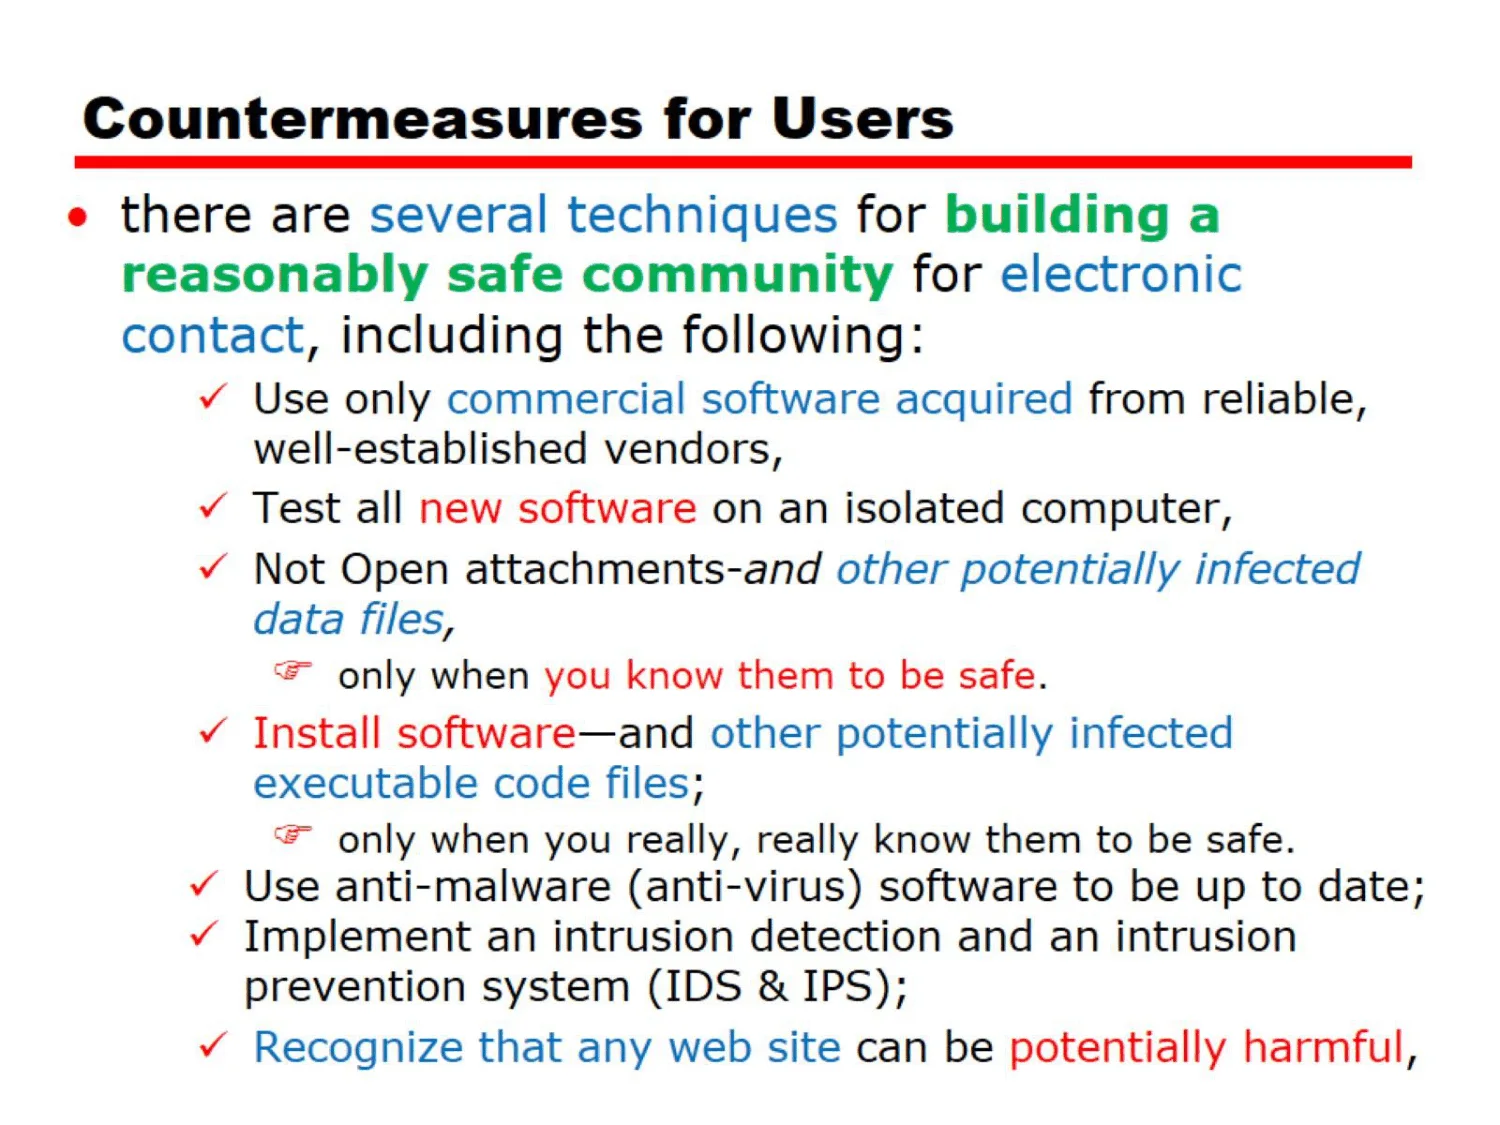 Countermeasures for Users
• there are several techniques for building a
reasonably safe community for electronic
contact, including the following:
✓ Use only commercial software acquired from reliable,
well-established vendors,
✓ Test all new software on an isolated computer,
✓ Not Open attachments-and other potentially infected
data files,
☞ only when you know them to be safe.
✓ Install software—and other potentially infected
executable code files;
☞ only when you really, really know them to be safe.
✓ Use anti-malware (anti-virus) software to be up to date;
✓ Implement an intrusion detection and an intrusion
prevention system (IDS & IPS);
✓ Recognize that any web site can be potentially harmful,